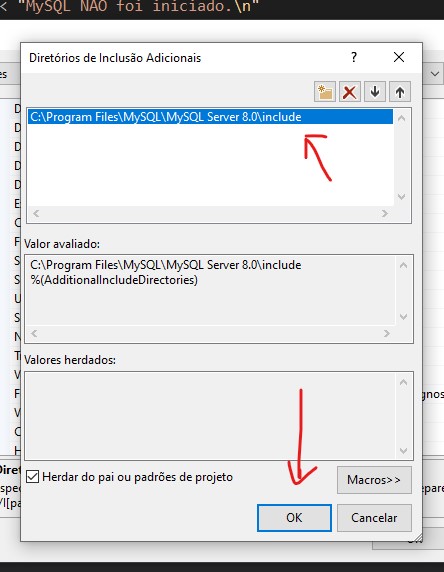 < "MySQL NAO foi iniciado.\n"
Diretórios de Inclusão Adicionais
?
C:\Program Files\MySQL\MySQL Server 8.0\include
Valor avaliado:
C:\Program Files\MySQL\MySQL Server 8.0\include
%(AdditionalIncludeDirectories)
Valores herdados:
Herdar do pai ou padrões de projeto
Macros>>
OK
Cancelar